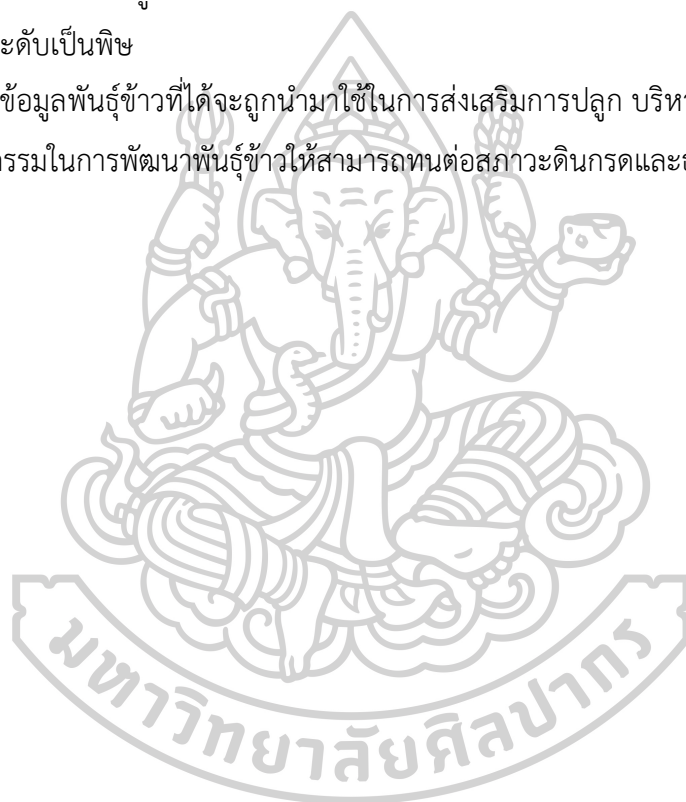 ะดับเป็นพิษ
ข้อมูลพันธุ์ข้าวที่ได้จะถูกนำมาใช้ในการส่งเสริมการปลูก บริห
กรรมในการพัฒนาพันธุ์ข้าวให้สามารถทนต่อสภาวะดินกรดและ
มหาวิทยาลัยศิลปากร